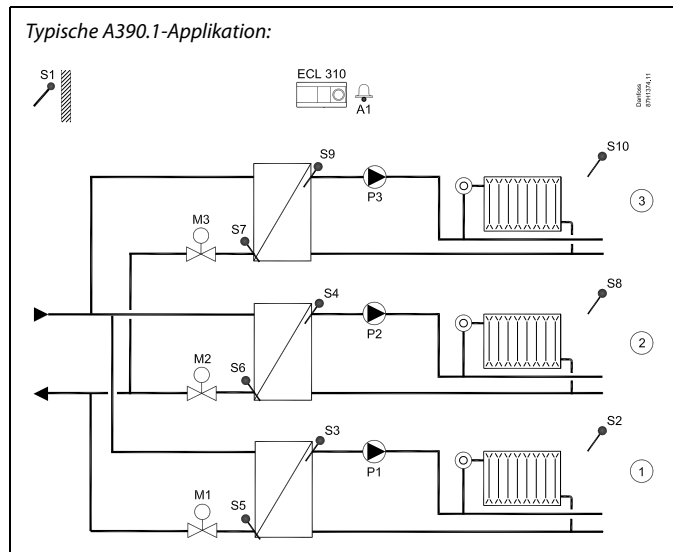 Typische A390.1-Applikation:
S1
ECL 310
A1
Danfoss
87H1374.11
S9
S10
P3
3
M3
S7
S4
S8
P2
2
M2
S6
S3
S2
P1
1
M1
S5